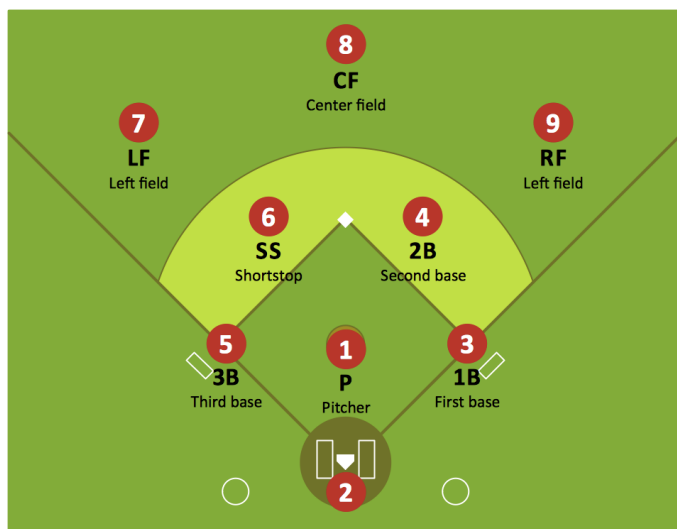 8
CF
Center field
7
LF
Left field
9
RF
Left field
6
SS
Shortstop
4
2B
Second base
5
3B
Third base
1
P
Pitcher
3
1B
First base
2